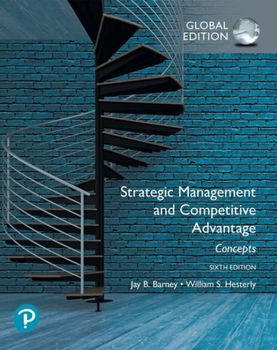 GLOBAL
EDITION
Strategic Management
and Competitive
Advantage
Concepts
SIXTH EDITION
Jay B. Barney • William S. Hesterly
P